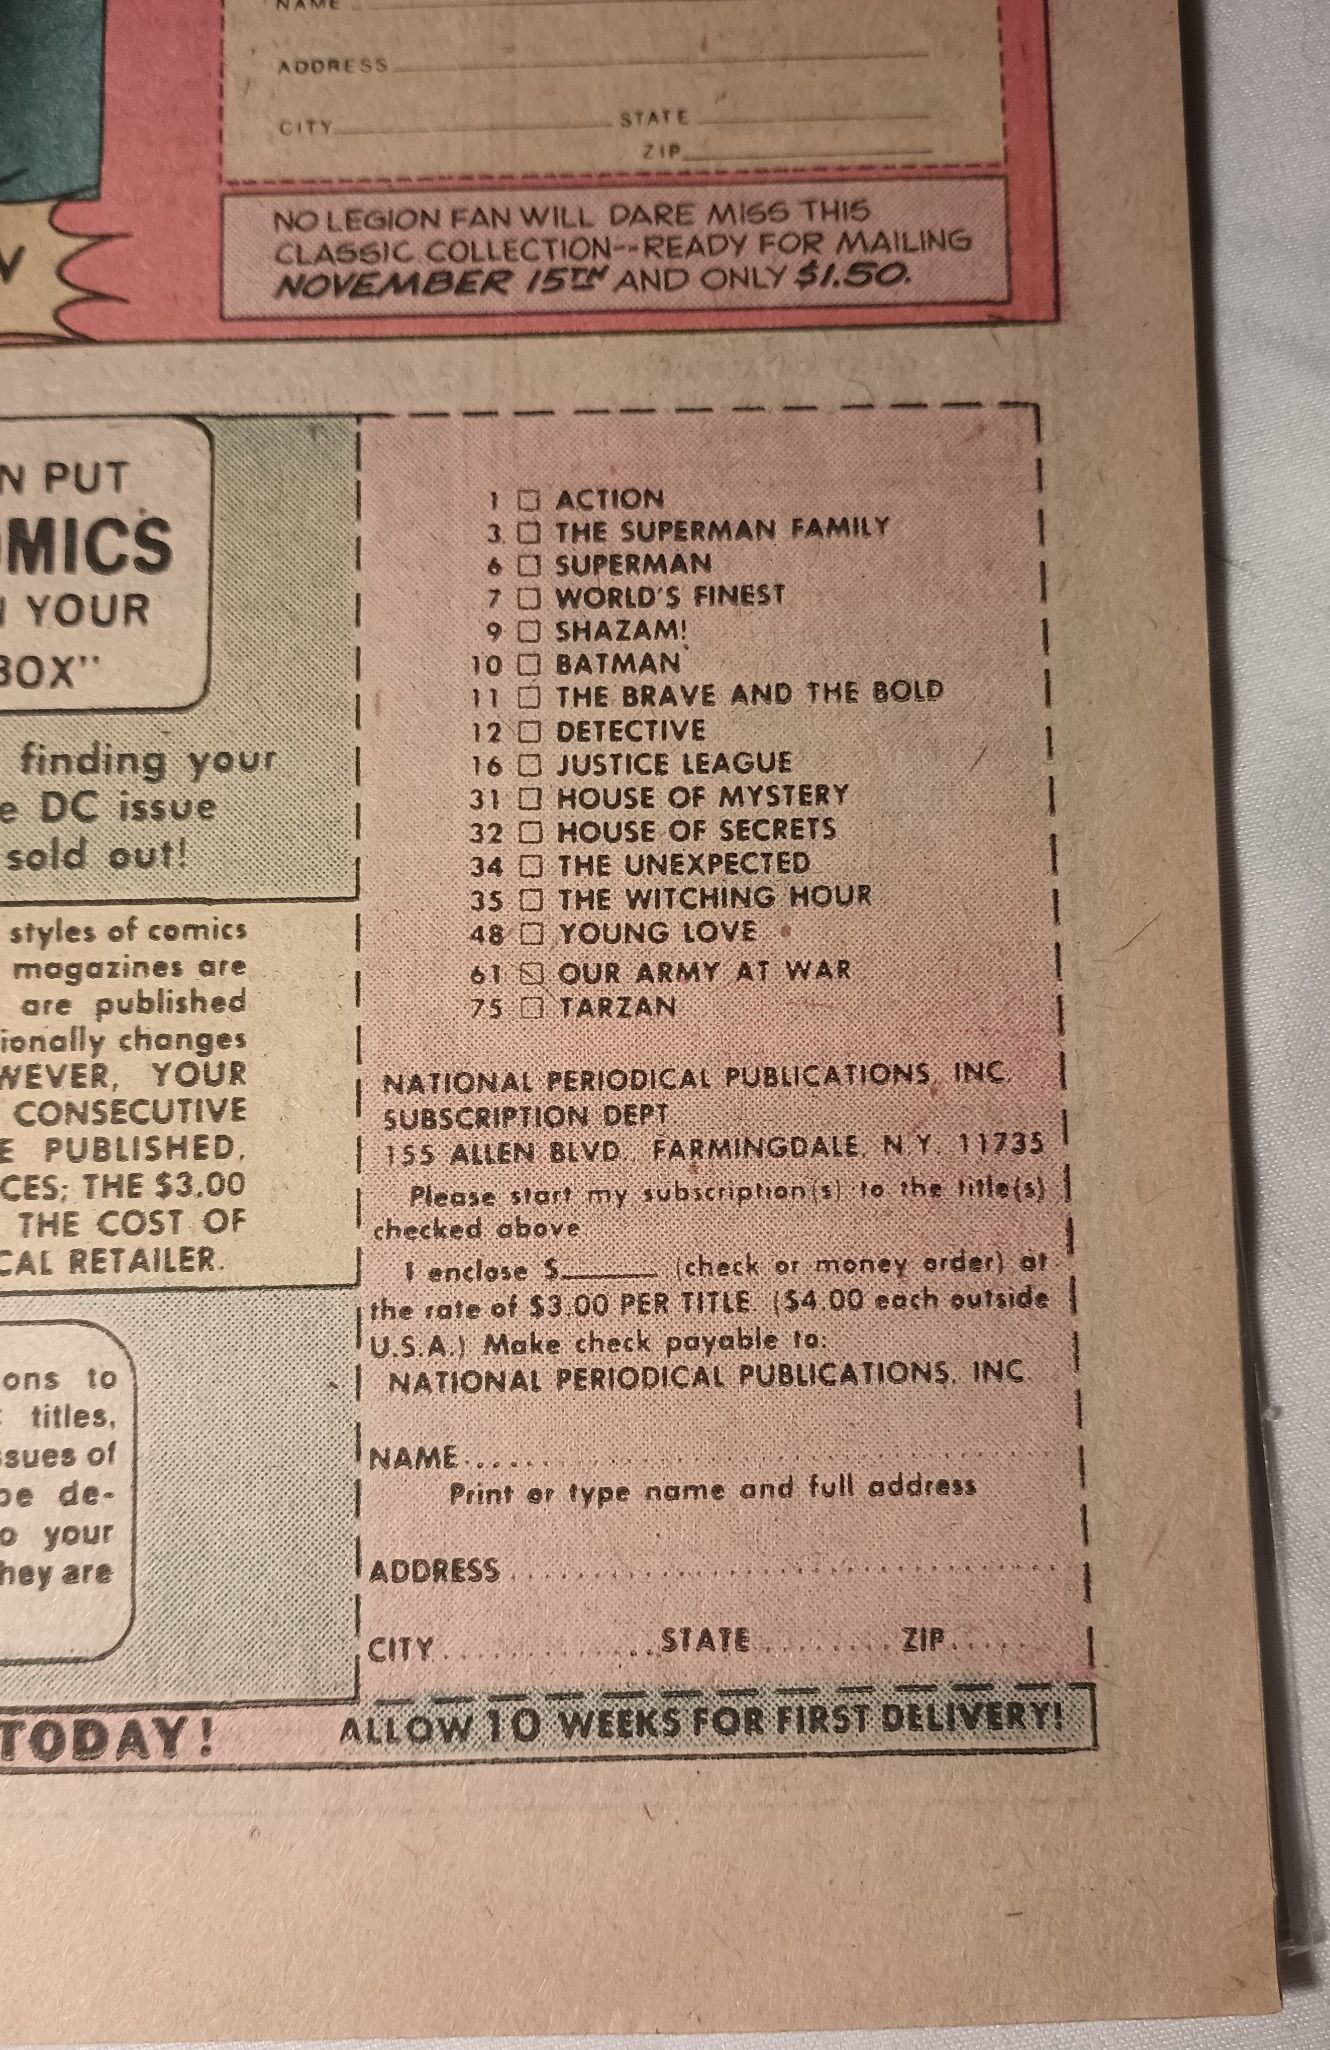 NAME
ADDRESS
CITY STATE
ZIP
NO LEGION FAN WILL DARE MISS THIS
CLASSIC COLLECTION--READY FOR MAILING
NOVEMBER 15TH AND ONLY $1.50.
N PUT
OMICS
YOUR
BOX"
finding your
e DC issue
sold out!
styles of comics
magazines are
are published
ionally changes
WEVER, YOUR
CONSECUTIVE
E PUBLISHED,
CES; THE $3.00
THE COST OF
CAL RETAILER.
ons to
titles,
ssues of
be de-
o your
hey are
1 □ ACTION
3 □ THE SUPERMAN FAMILY
6 □ SUPERMAN
7 □ WORLD'S FINEST
9 □ SHAZAM!
10 □ BATMAN
11 □ THE BRAVE AND THE BOLD
12 □ DETECTIVE
16 □ JUSTICE LEAGUE
31 □ HOUSE OF MYSTERY
32 □ HOUSE OF SECRETS
34 □ THE UNEXPECTED
35 □ THE WITCHING HOUR
48 □ YOUNG LOVE
61 □ OUR ARMY AT WAR
75 □ TARZAN
NATIONAL PERIODICAL PUBLICATIONS, INC.
SUBSCRIPTION DEPT.
155 ALLEN BLVD., FARMINGDALE, N.Y. 11735
Please start my subscription(s) to the title(s)
checked above
I enclose $______ (check or money order) at
the rate of $3.00 PER TITLE. ($4.00 each outside
U.S.A.) Make check payable to:
NATIONAL PERIODICAL PUBLICATIONS, INC.
NAME
Print or type name and full address
ADDRESS
CITY STATE ZIP
TODAY! ALLOW 10 WEEKS FOR FIRST DELIVERY!